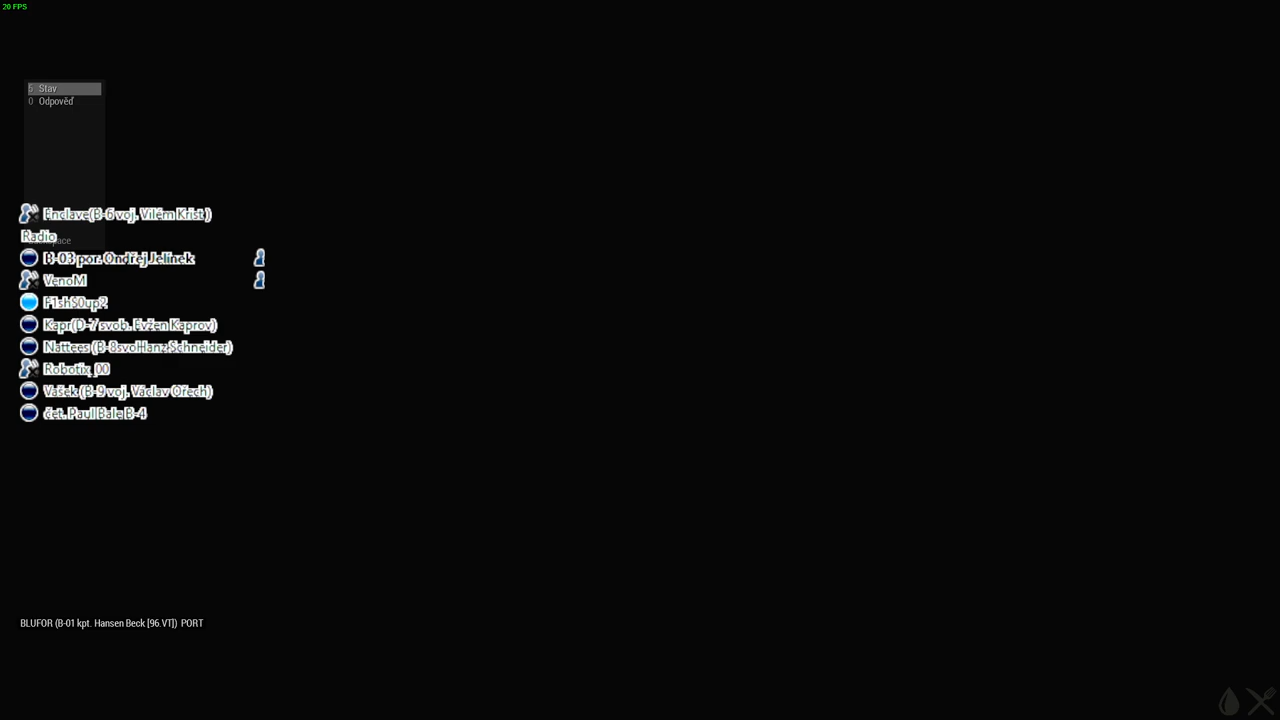 20 FPS
5 Stav
0 Odpověď
Enclave(B-6 voj. Vilém Krist )
Radio
B-03 por. Ondřej Jelínek
VenoM
F1shS0up2
Kapr(D-7 svob. Evžen Kaprov)
Nattees (B-8svoHanz.Schneider)
Robotix_00
Vašek (B-9 voj. Václav Ořech)
čet. Paul Bale B-4
BLUFOR (B-01 kpt. Hansen Beck [96.VT]) PORT